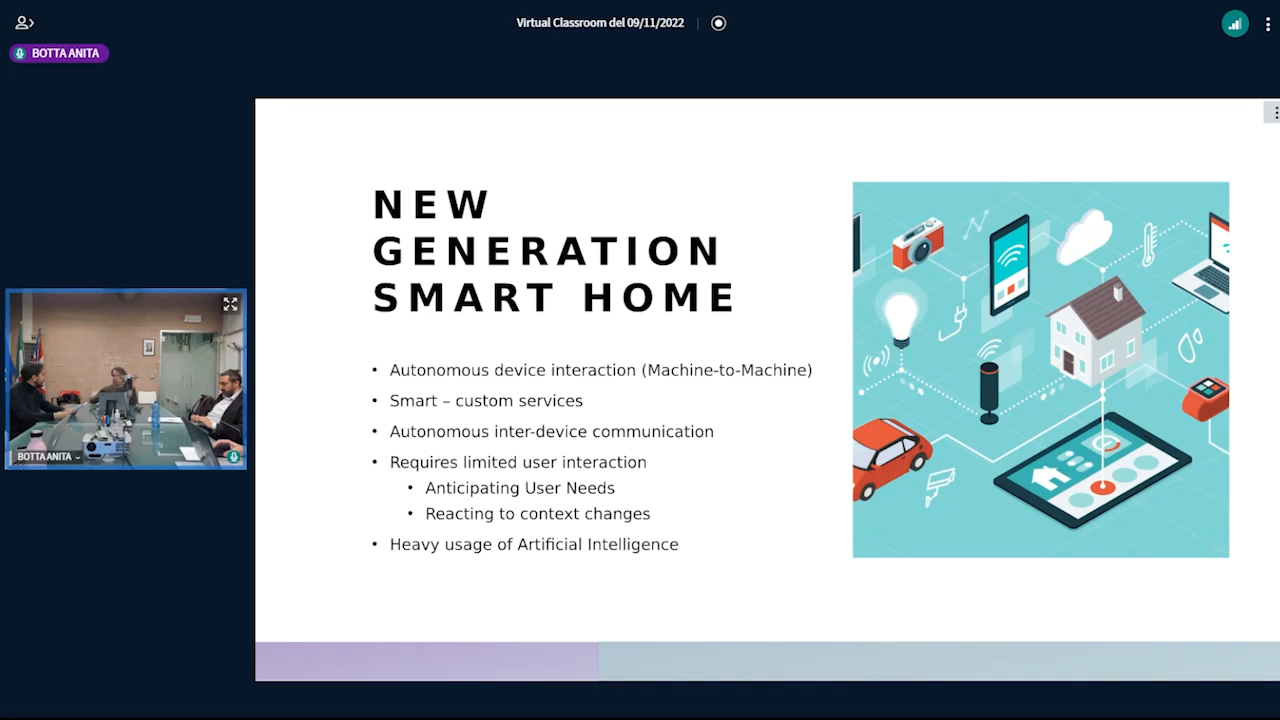 Virtual Classroom del 09/11/2022
BOTTA ANITA
NEW
GENERATION
SMART HOME
• Autonomous device interaction (Machine-to-Machine)
• Smart – custom services
• Autonomous inter-device communication
• Requires limited user interaction
• Anticipating User Needs
• Reacting to context changes
• Heavy usage of Artificial Intelligence
BOTTA ANITA